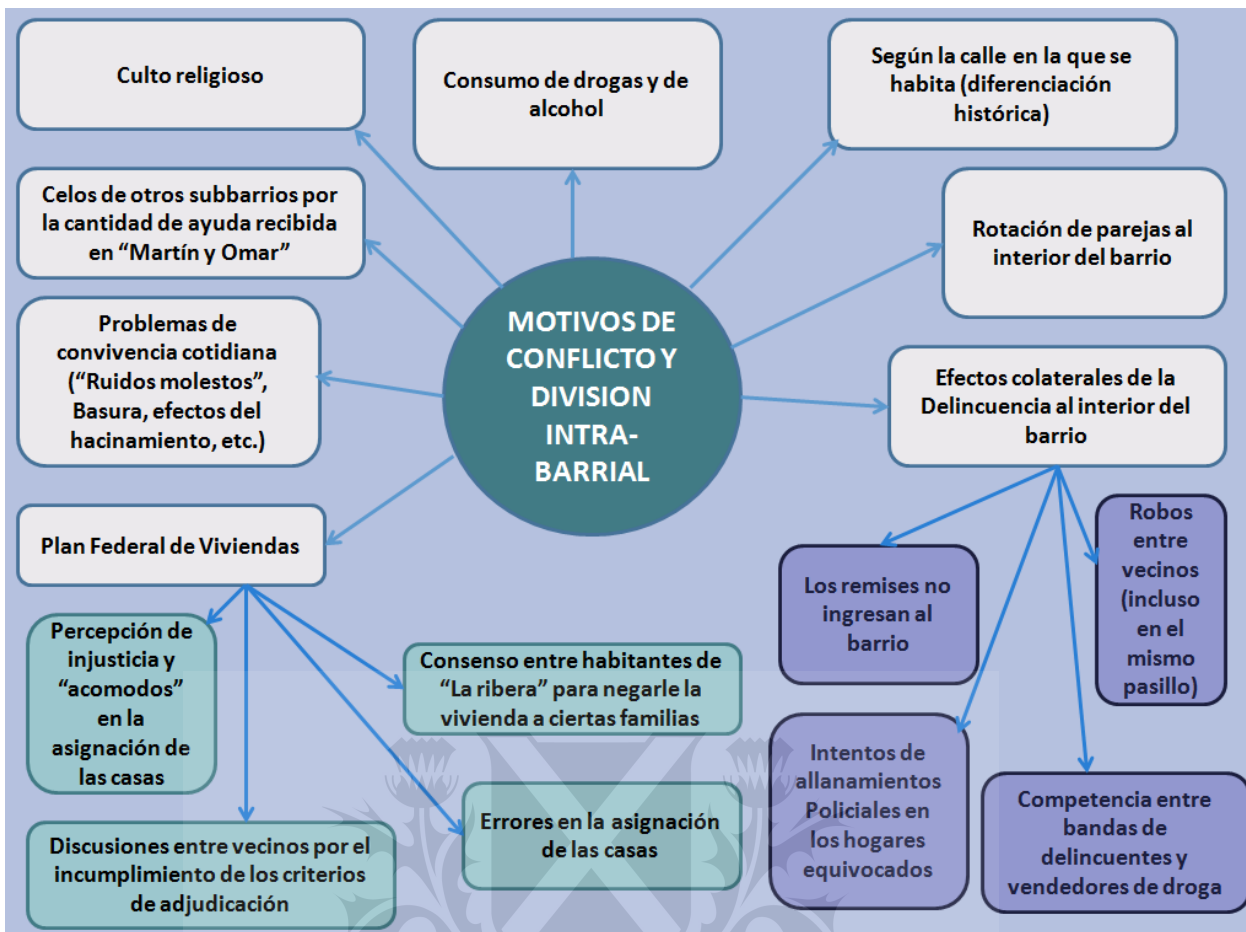 Culto religioso
Consumo de drogas y de
alcohol
Según la calle en la que se
habita (diferenciación
histórica)
Celos de otros subbarrios por
la cantidad de ayuda recibida
en “Martín y Omar”
Rotación de parejas al
interior del barrio
MOTIVOS DE
CONFLICTO Y
DIVISION
INTRA-
BARRIAL
Problemas de
convivencia cotidiana
(“Ruidos molestos”,
Basura, efectos del
hacinamiento, etc.)
Efectos colaterales de la
Delincuencia al interior del
barrio
Plan Federal de Viviendas
Percepción de
injusticia y
“acomodos”
en la
asignación de
las casas
Consenso entre habitantes de
“La ribera” para negarle la
vivienda a ciertas familias
Discusiones entre vecinos por el
incumplimiento de los criterios
de adjudicación
Errores en la asignación
de las casas
Los remises no
ingresan al
barrio
Robos
entre
vecinos
(incluso
en el
mismo
pasillo)
Intentos de
allanamientos
Policiales en
los hogares
equivocados
Competencia entre
bandas de
delincuentes y
vendedores de droga